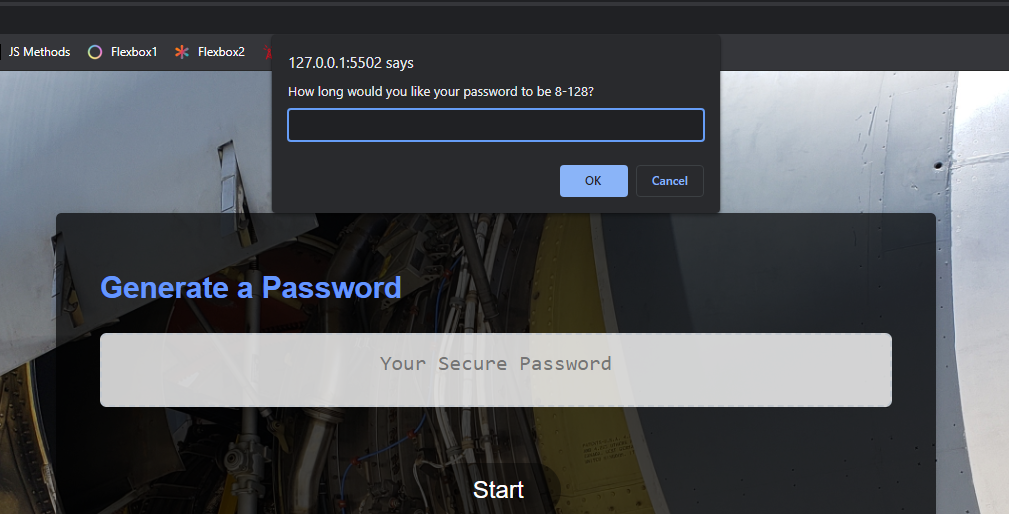 JS Methods Flexbox1 Flexbox2
127.0.0.1:5502 says
How long would you like your password to be 8-128?
OK Cancel
Generate a Password
Your Secure Password
Start